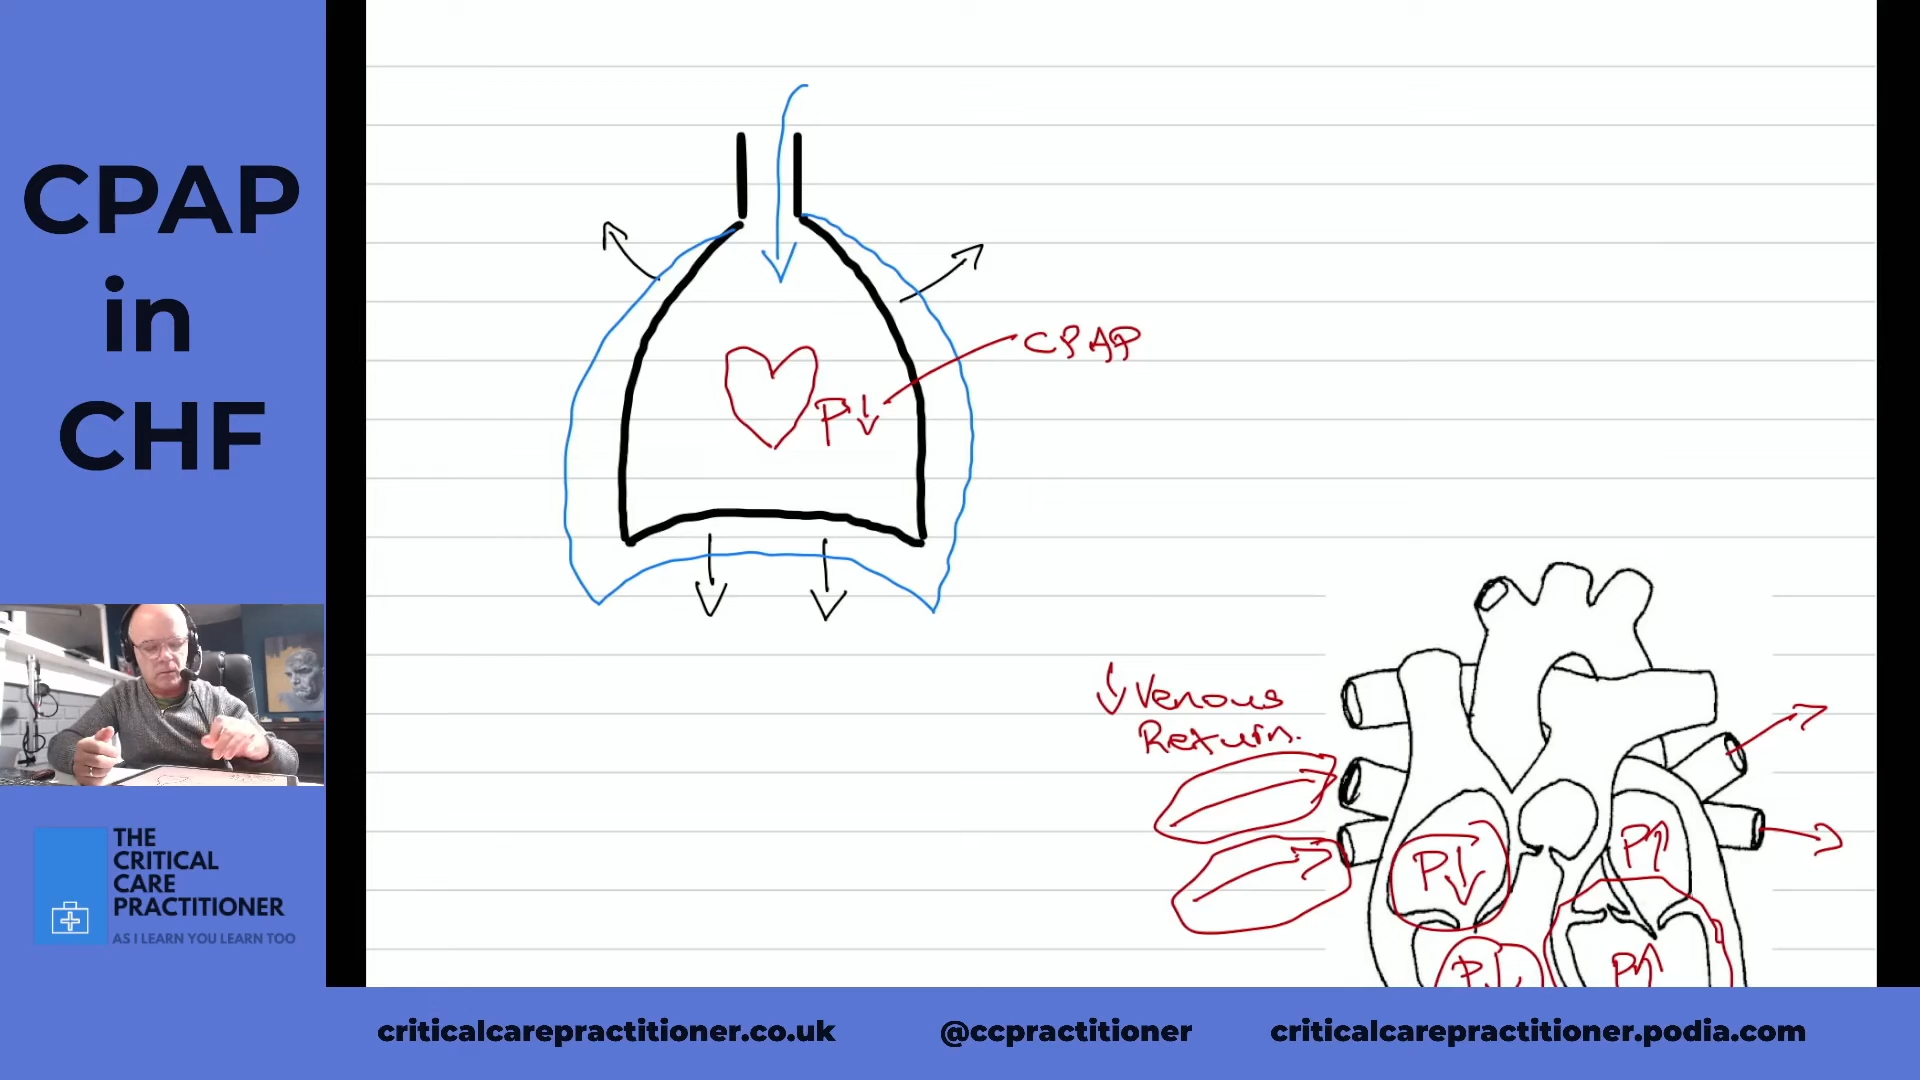 CPAP
in
CHF
CPAP
P↓
↓ Venous
Return.
P↓
P↑
P↓
P↑
THE
CRITICAL
CARE
PRACTITIONER
AS I LEARN YOU LEARN TOO
criticalcarepractitioner.co.uk
@ccpractitioner
criticalcarepractitioner.podia.com